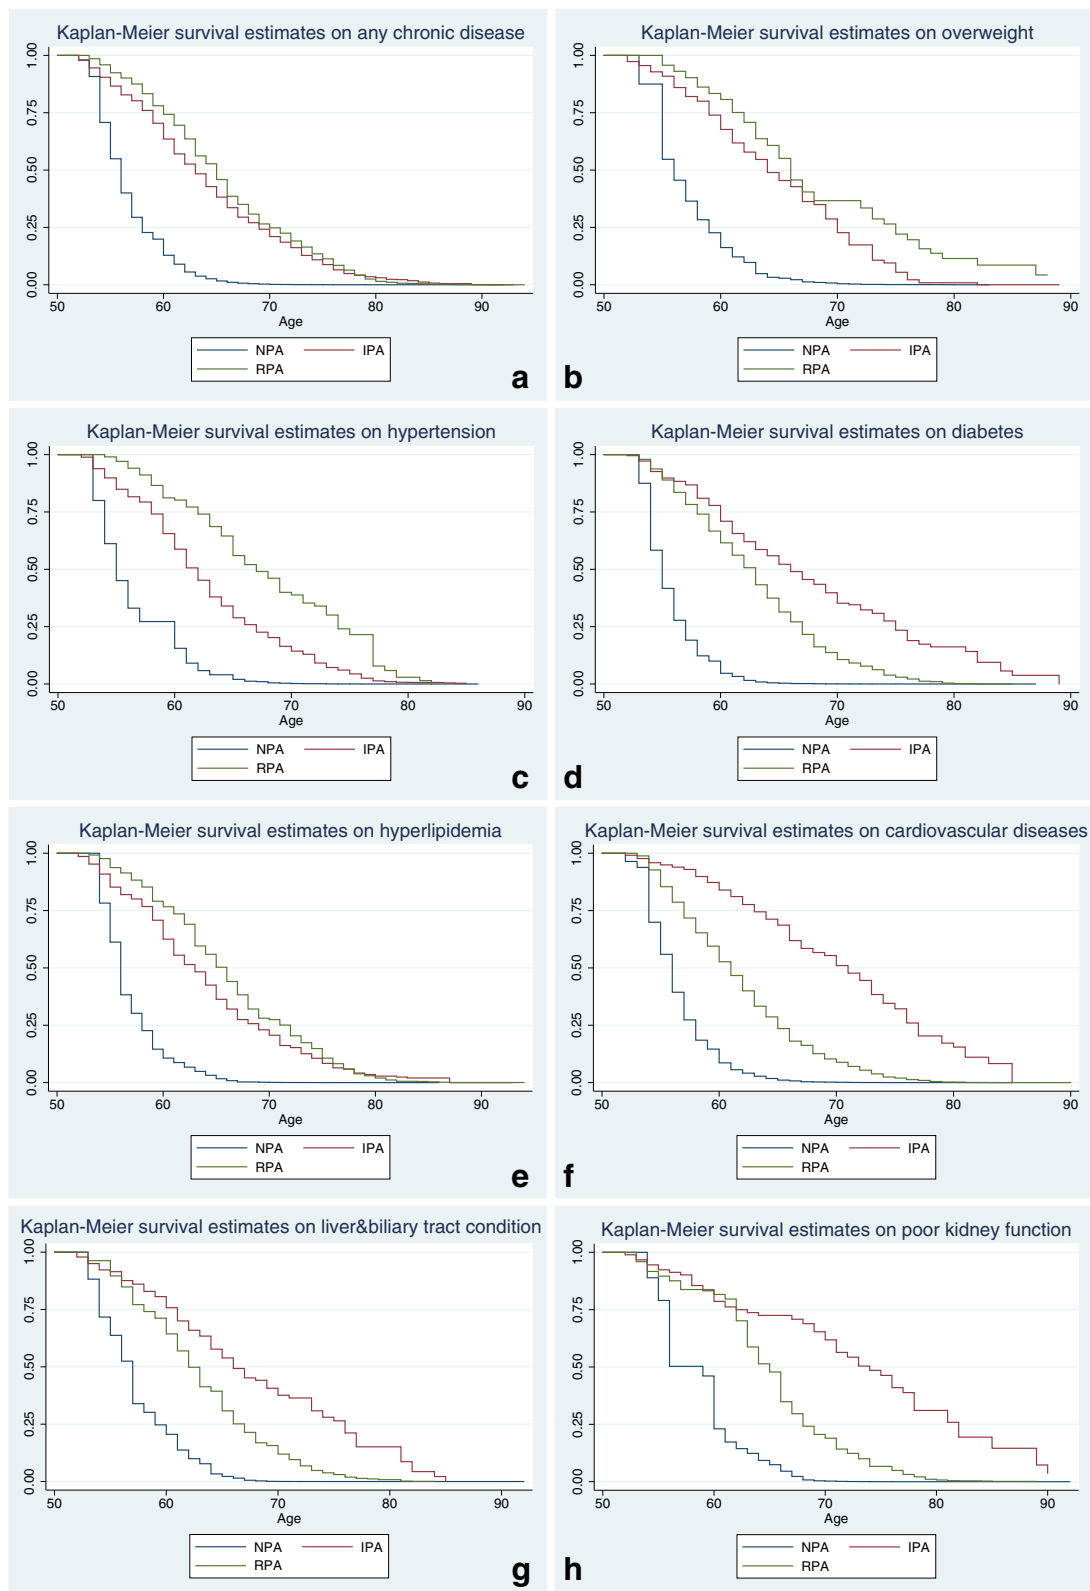 Kaplan-Meier survival estimates on any chronic disease
1.00
0.75
0.50
0.25
0.00
50 60 70 80 90
Age
NPA IPA
RPA
a
Kaplan-Meier survival estimates on overweight
1.00
0.75
0.50
0.25
0.00
50 60 70 80 90
Age
NPA IPA
RPA
b
Kaplan-Meier survival estimates on hypertension
1.00
0.75
0.50
0.25
0.00
50 60 70 80 90
Age
NPA IPA
RPA
c
Kaplan-Meier survival estimates on diabetes
1.00
0.75
0.50
0.25
0.00
50 60 70 80 90
Age
NPA IPA
RPA
d
Kaplan-Meier survival estimates on hyperlipidemia
1.00
0.75
0.50
0.25
0.00
50 60 70 80 90
Age
NPA IPA
RPA
e
Kaplan-Meier survival estimates on cardiovascular diseases
1.00
0.75
0.50
0.25
0.00
50 60 70 80 90
Age
NPA IPA
RPA
f
Kaplan-Meier survival estimates on liver&biliary tract condition
1.00
0.75
0.50
0.25
0.00
50 60 70 80 90
Age
NPA IPA
RPA
g
Kaplan-Meier survival estimates on poor kidney function
1.00
0.75
0.50
0.25
0.00
50 60 70 80 90
Age
NPA IPA
RPA
h